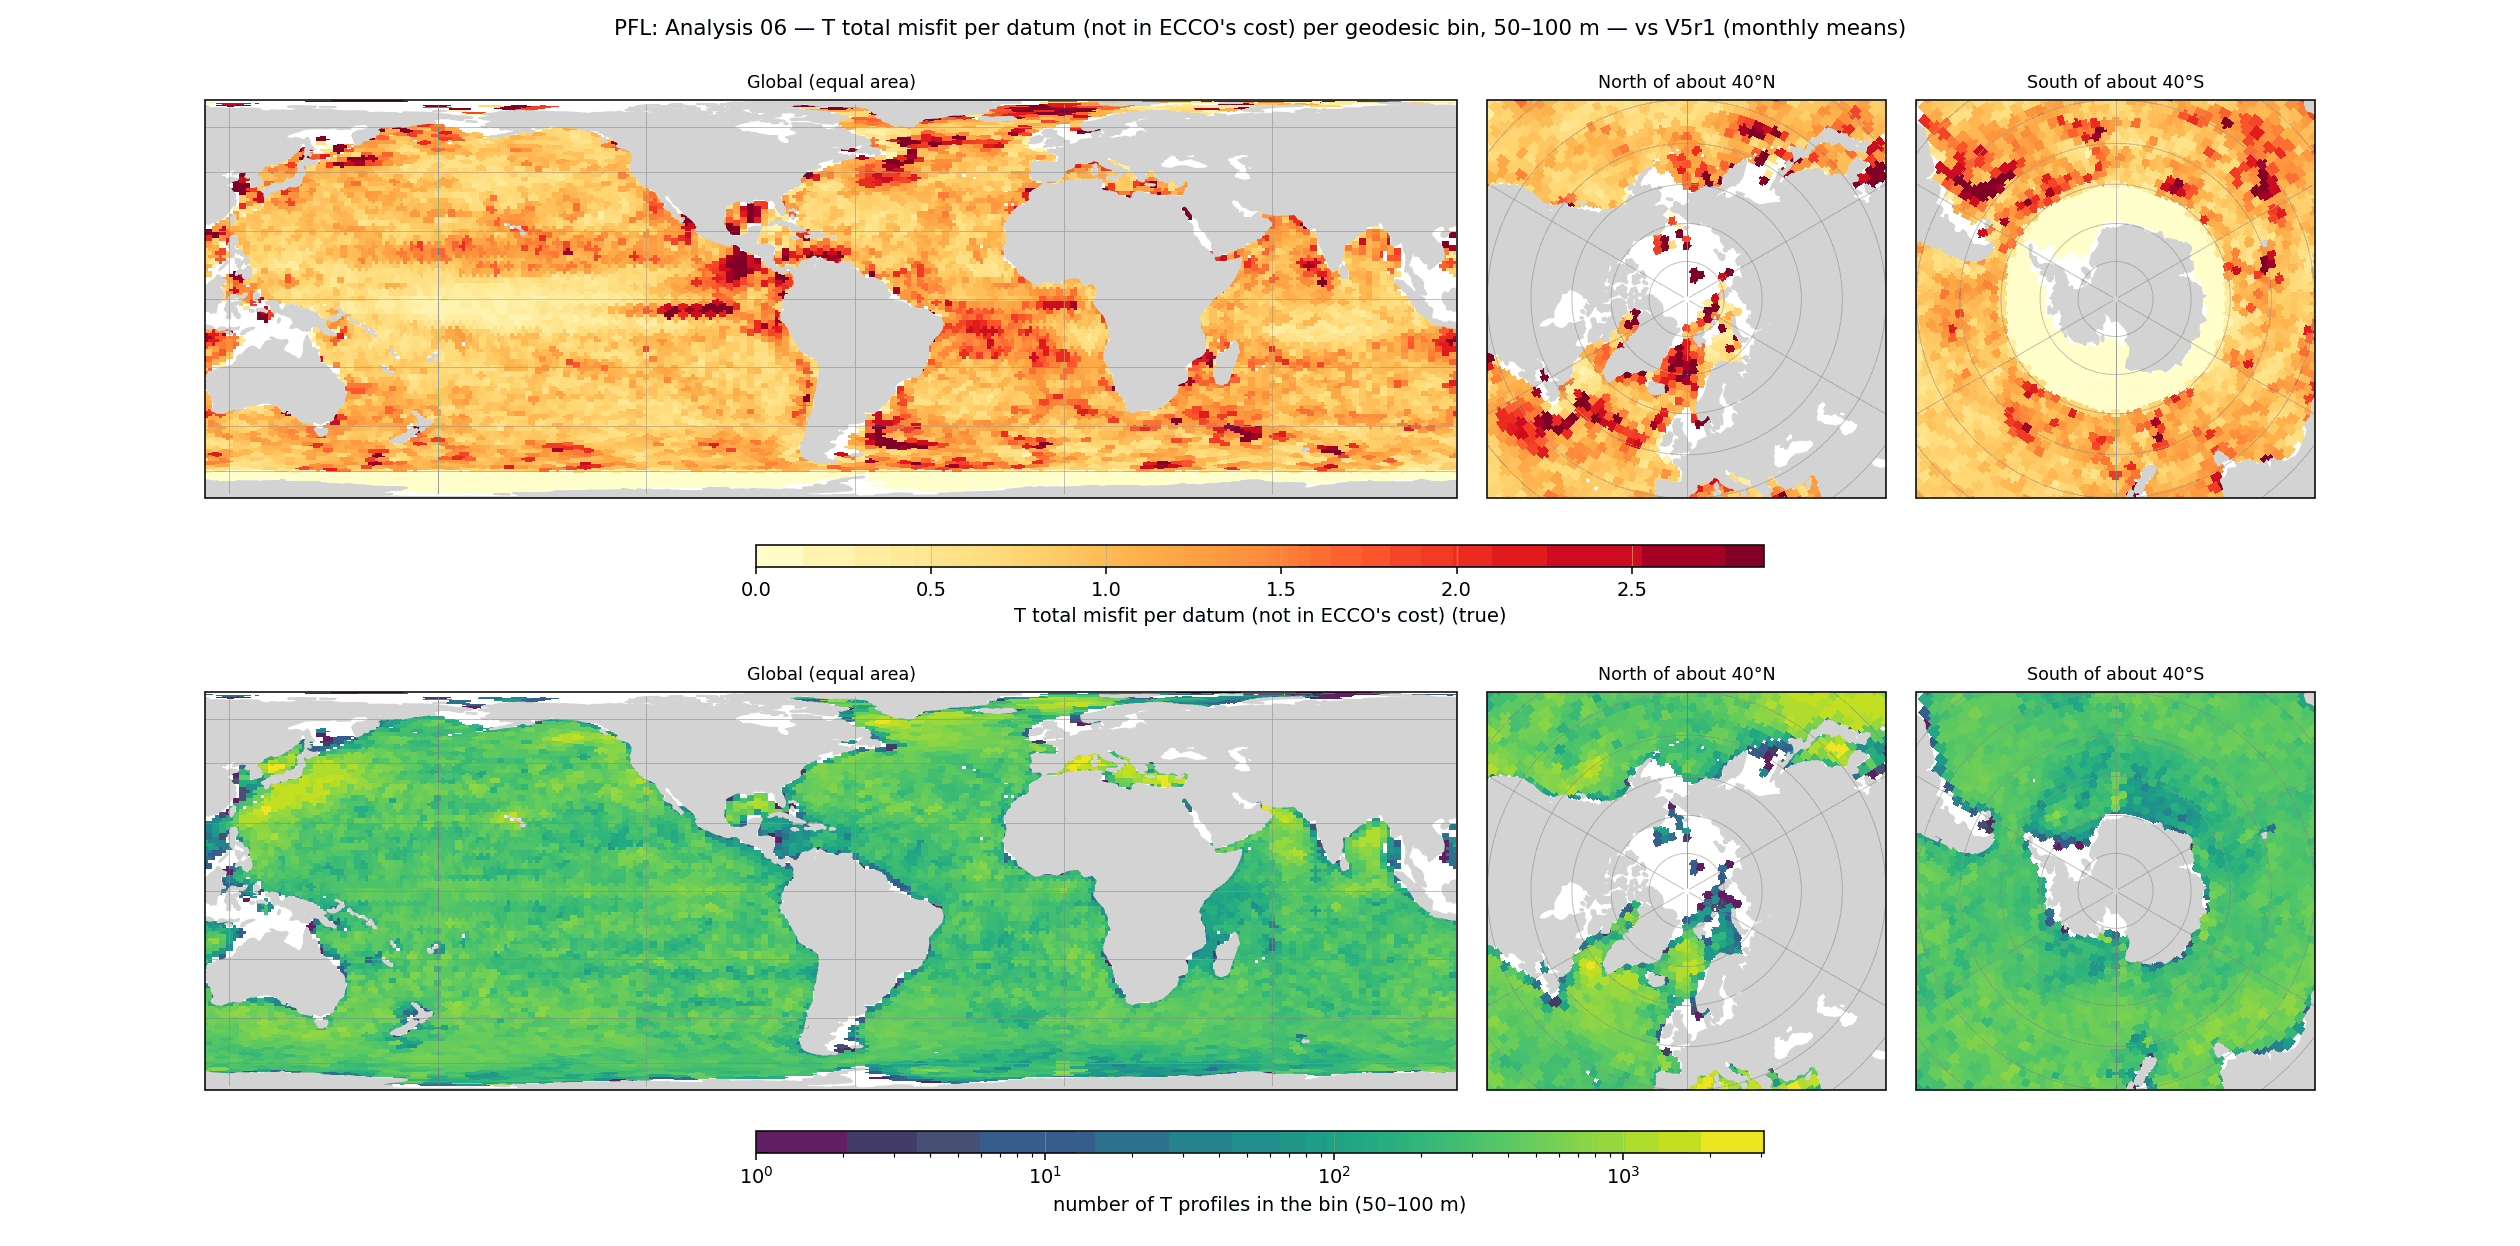 PFL: Analysis 06 — T total misfit per datum (not in ECCO's cost) per geodesic bin, 50–100 m — vs V5r1 (monthly means)
Global (equal area)
North of about 40°N
South of about 40°S
0.0 0.5 1.0 1.5 2.0 2.5
T total misfit per datum (not in ECCO's cost) (true)
Global (equal area)
North of about 40°N
South of about 40°S
10⁰ 10¹ 10² 10³
number of T profiles in the bin (50–100 m)